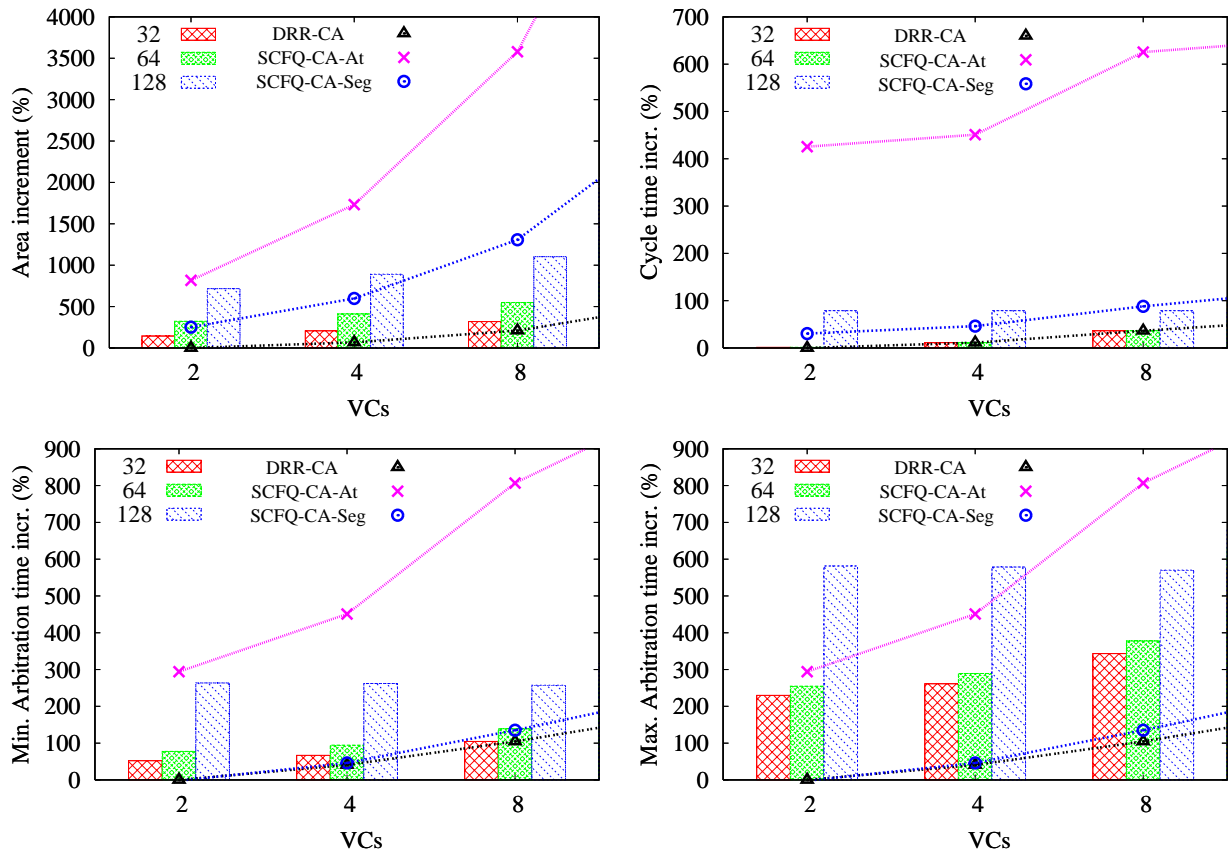 Area increment (%)
4000
3500
3000
2500
2000
1500
1000
500
0
32
64
128
DRR-CA
SCFQ-CA-At
SCFQ-CA-Seg
2 4 8
VCs
Cycle time incr. (%)
700
600
500
400
300
200
100
0
32
64
128
DRR-CA
SCFQ-CA-At
SCFQ-CA-Seg
2 4 8
VCs
Min. Arbitration time incr. (%)
900
800
700
600
500
400
300
200
100
0
32
64
128
DRR-CA
SCFQ-CA-At
SCFQ-CA-Seg
2 4 8
VCs
Max. Arbitration time incr. (%)
900
800
700
600
500
400
300
200
100
0
32
64
128
DRR-CA
SCFQ-CA-At
SCFQ-CA-Seg
2 4 8
VCs